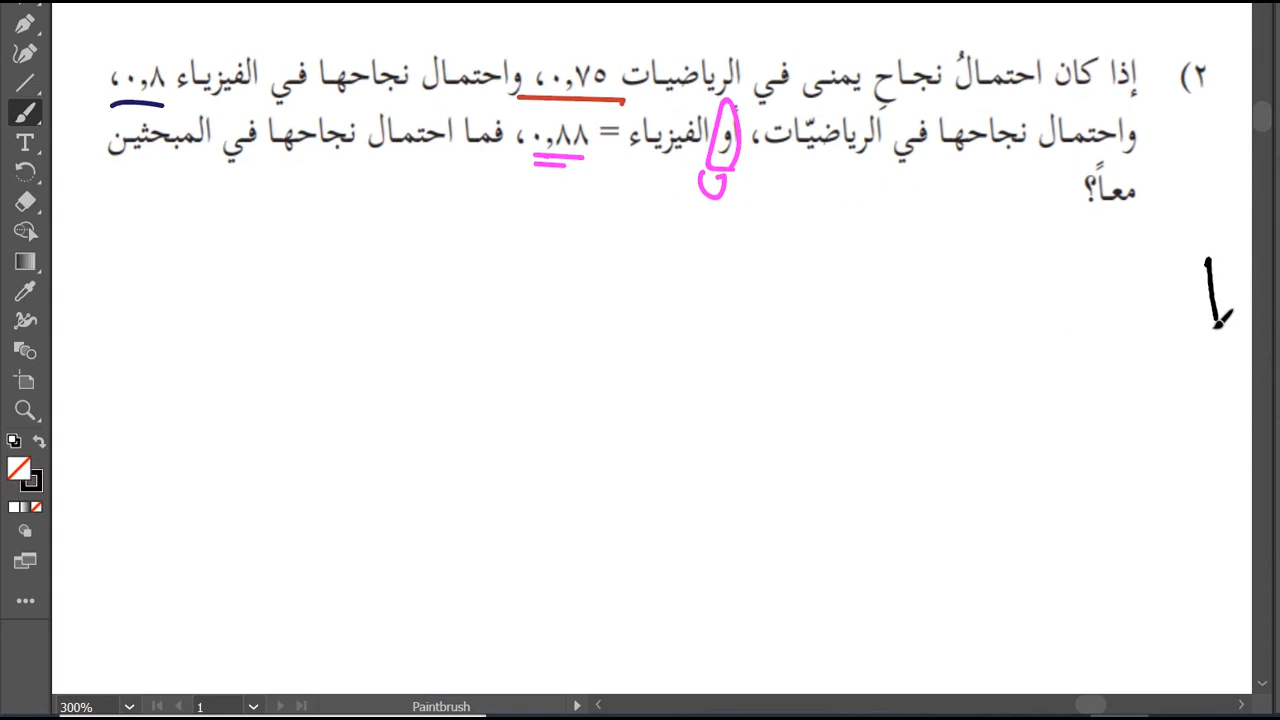 ٢) إذا كان احتمالُ نجاحِ يمنى في الرياضيات ٠,٧٥، واحتمال نجاحها في الفيزياء ٠,٨،
واحتمال نجاحها في الرياضيّات، و الفيزياء = ٠,٨٨، فما احتمال نجاحها في المبحثين
معاً؟
300%
1
Paintbrush